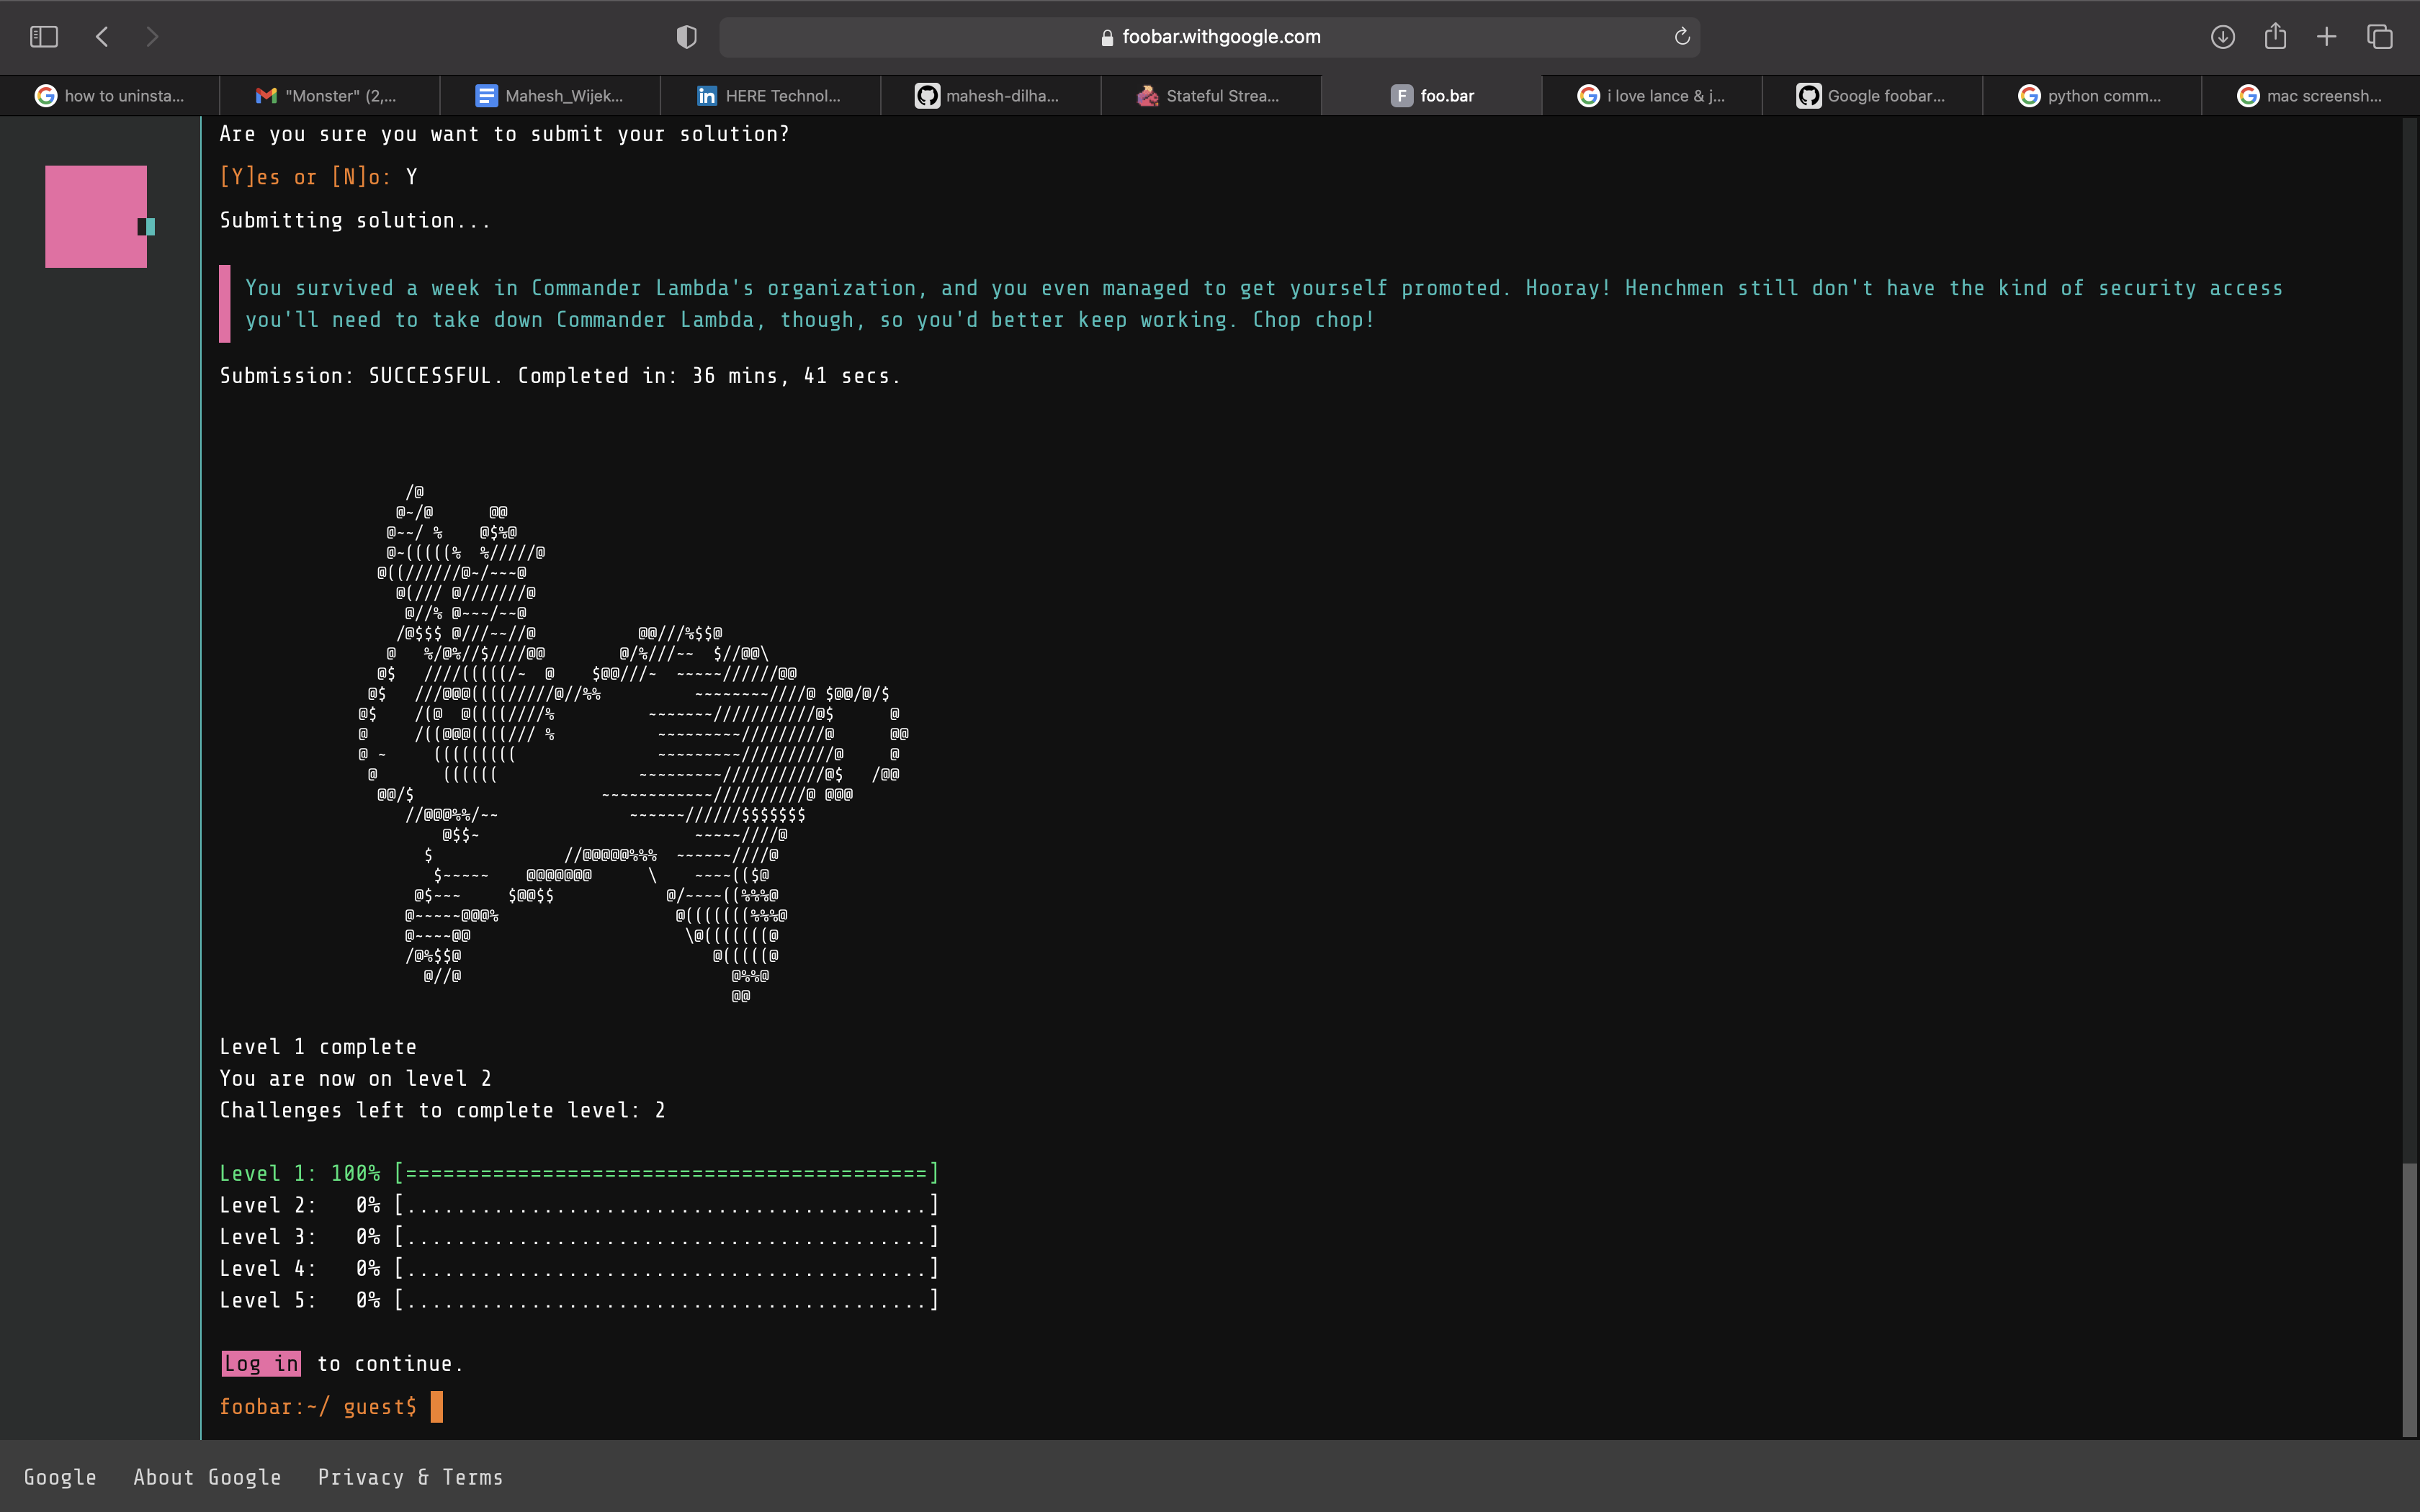 foobar.withgoogle.com
how to uninsta...
"Monster" (2,...
Mahesh_Wijek...
HERE Technol...
mahesh-dilha...
Stateful Strea...
F foo.bar
i love lance & j...
Google foobar...
python comm...
mac screensh...
Are you sure you want to submit your solution?
[Y]es or [N]o: Y
Submitting solution...
You survived a week in Commander Lambda's organization, and you even managed to get yourself promoted. Hooray! Henchmen still don't have the kind of security access
you'll need to take down Commander Lambda, though, so you'd better keep working. Chop chop!
Submission: SUCCESSFUL. Completed in: 36 mins, 41 secs.
Level 1 complete
You are now on level 2
Challenges left to complete level: 2
Level 1: 100% [==========================================]
Level 2:   0% [..........................................]
Level 3:   0% [..........................................]
Level 4:   0% [..........................................]
Level 5:   0% [..........................................]
Log in to continue.
foobar:~/ guest$
Google About Google Privacy & Terms